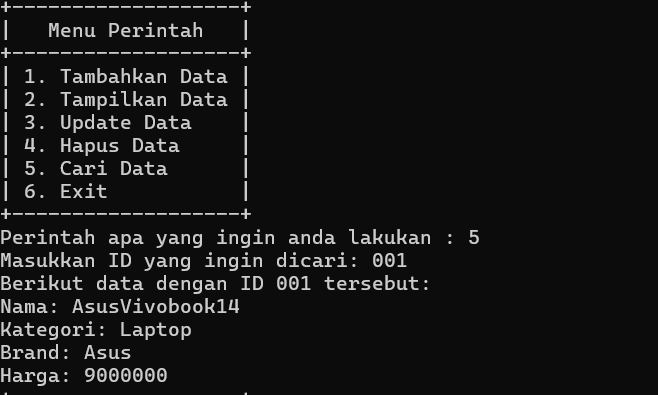 +-------------------+
|   Menu Perintah   |
+-------------------+
| 1. Tambahkan Data |
| 2. Tampilkan Data |
| 3. Update Data    |
| 4. Hapus Data     |
| 5. Cari Data      |
| 6. Exit           |
+-------------------+
Perintah apa yang ingin anda lakukan : 5
Masukkan ID yang ingin dicari: 001
Berikut data dengan ID 001 tersebut:
Nama: AsusVivobook14
Kategori: Laptop
Brand: Asus
Harga: 9000000